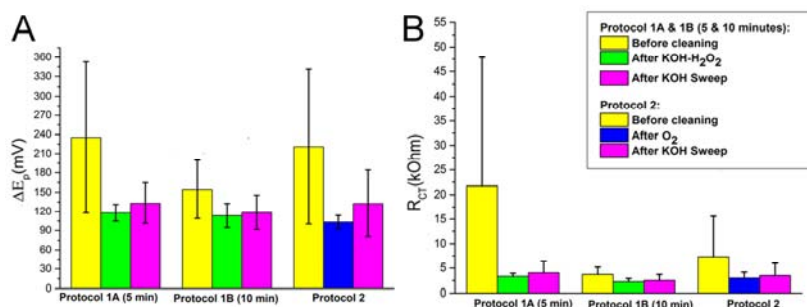 A
ΔEp(mV)
360
330
300
270
240
210
180
150
120
90
60
30
00
Protocol 1A (5 min)
Protocol 1B (10 min)
Protocol 2
B
RCT(kOhm)
55
50
45
40
35
30
25
20
15
10
5
0
Protocol 1A (5 min)
Protocol 1B (10 min)
Protocol 2
Protocol 1A & 1B (5 & 10 minutes):
Before cleaning
After KOH-H2O2
After KOH Sweep
Protocol 2:
Before cleaning
After O2
After KOH Sweep